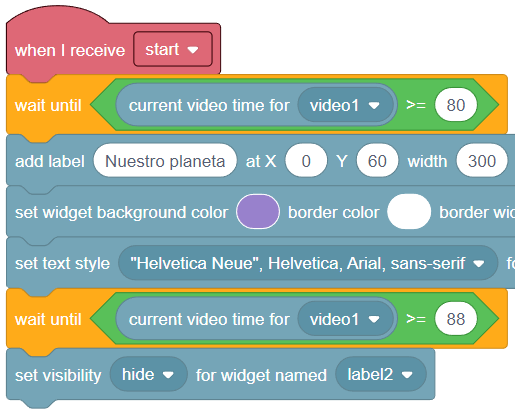 when I receive start
wait until current video time for video1 >= 80
add label Nuestro planeta at X 0 Y 60 width 300
set widget background color border color border
set text style "Helvetica Neue", Helvetica, Arial, sans-serif
wait until current video time for video1 >= 88
set visibility hide for widget named label2